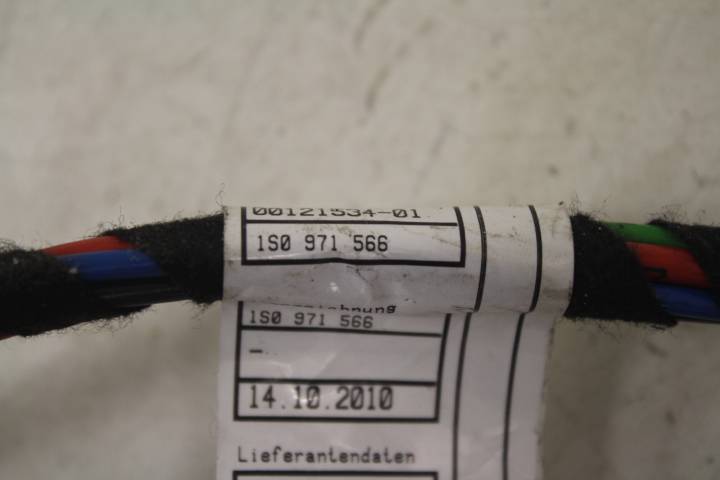 00121534-01
1S0 971 566
1S0 971 566
-
14.10.2010
Lieferantendaten